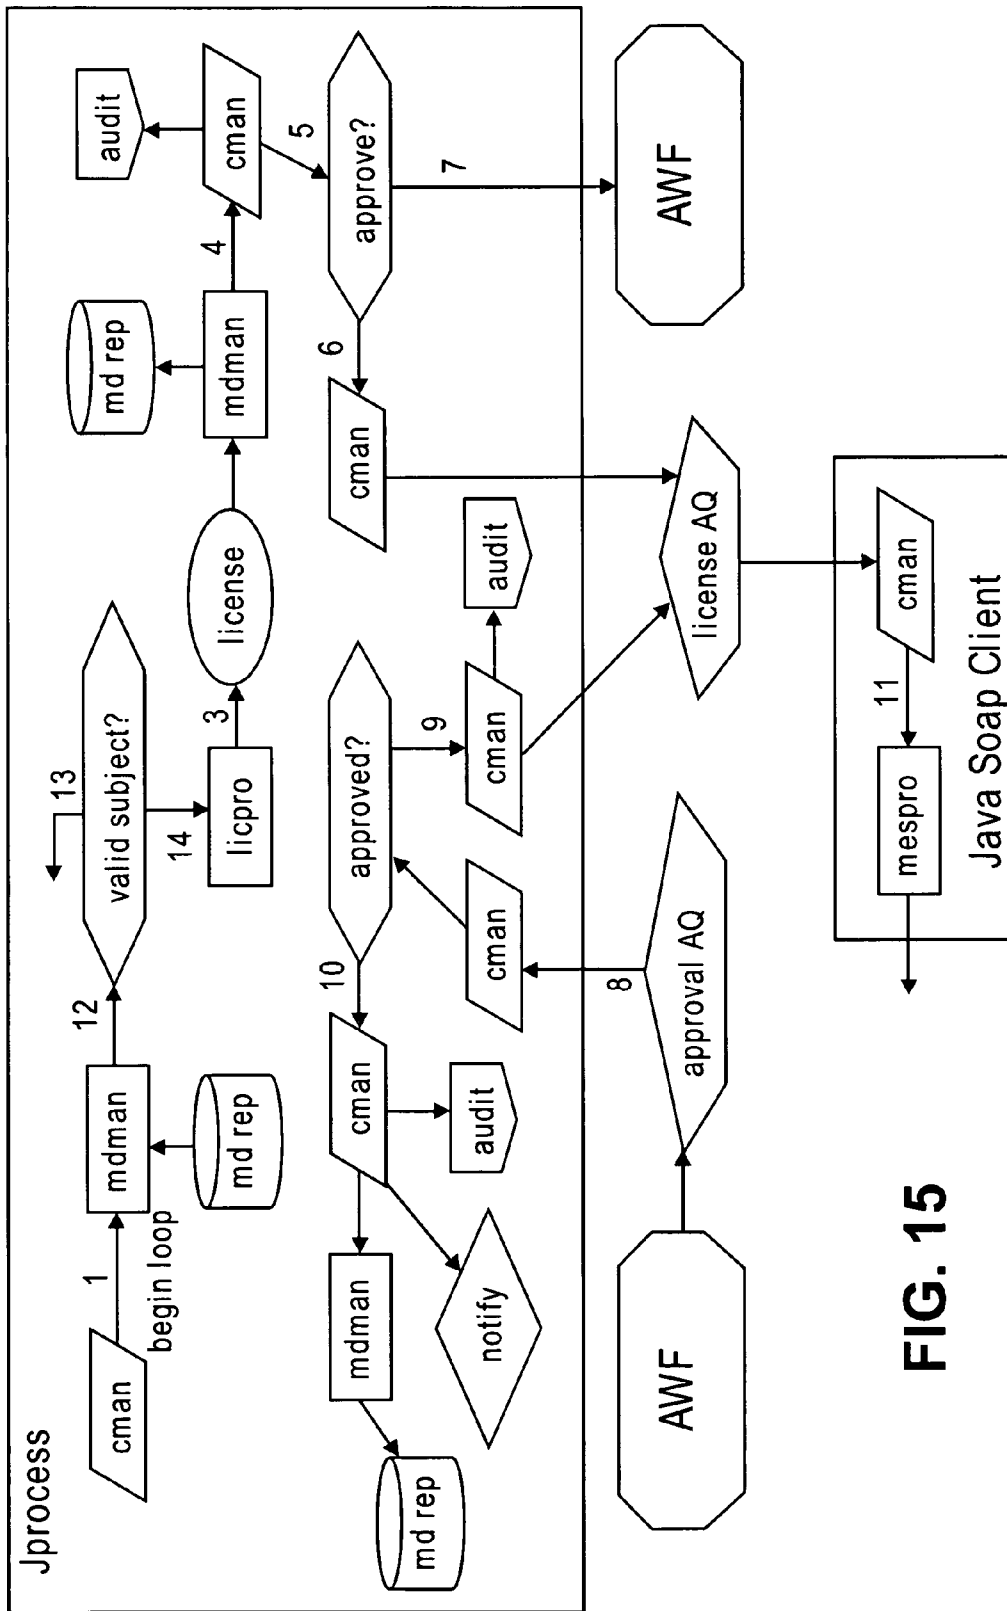 Jprocess
cman
1
begin loop
mdman
md rep
12
valid subject?
13
14
licpro
3
license
mdman
md rep
4
cman
audit
5
approve?
6
7
cman
AWF
md rep
mdman
notify
cman
audit
10
approved?
9
cman
audit
cman
8
AWF
approval AQ
license AQ
cman
11
mespro
Java Soap Client
FIG. 15